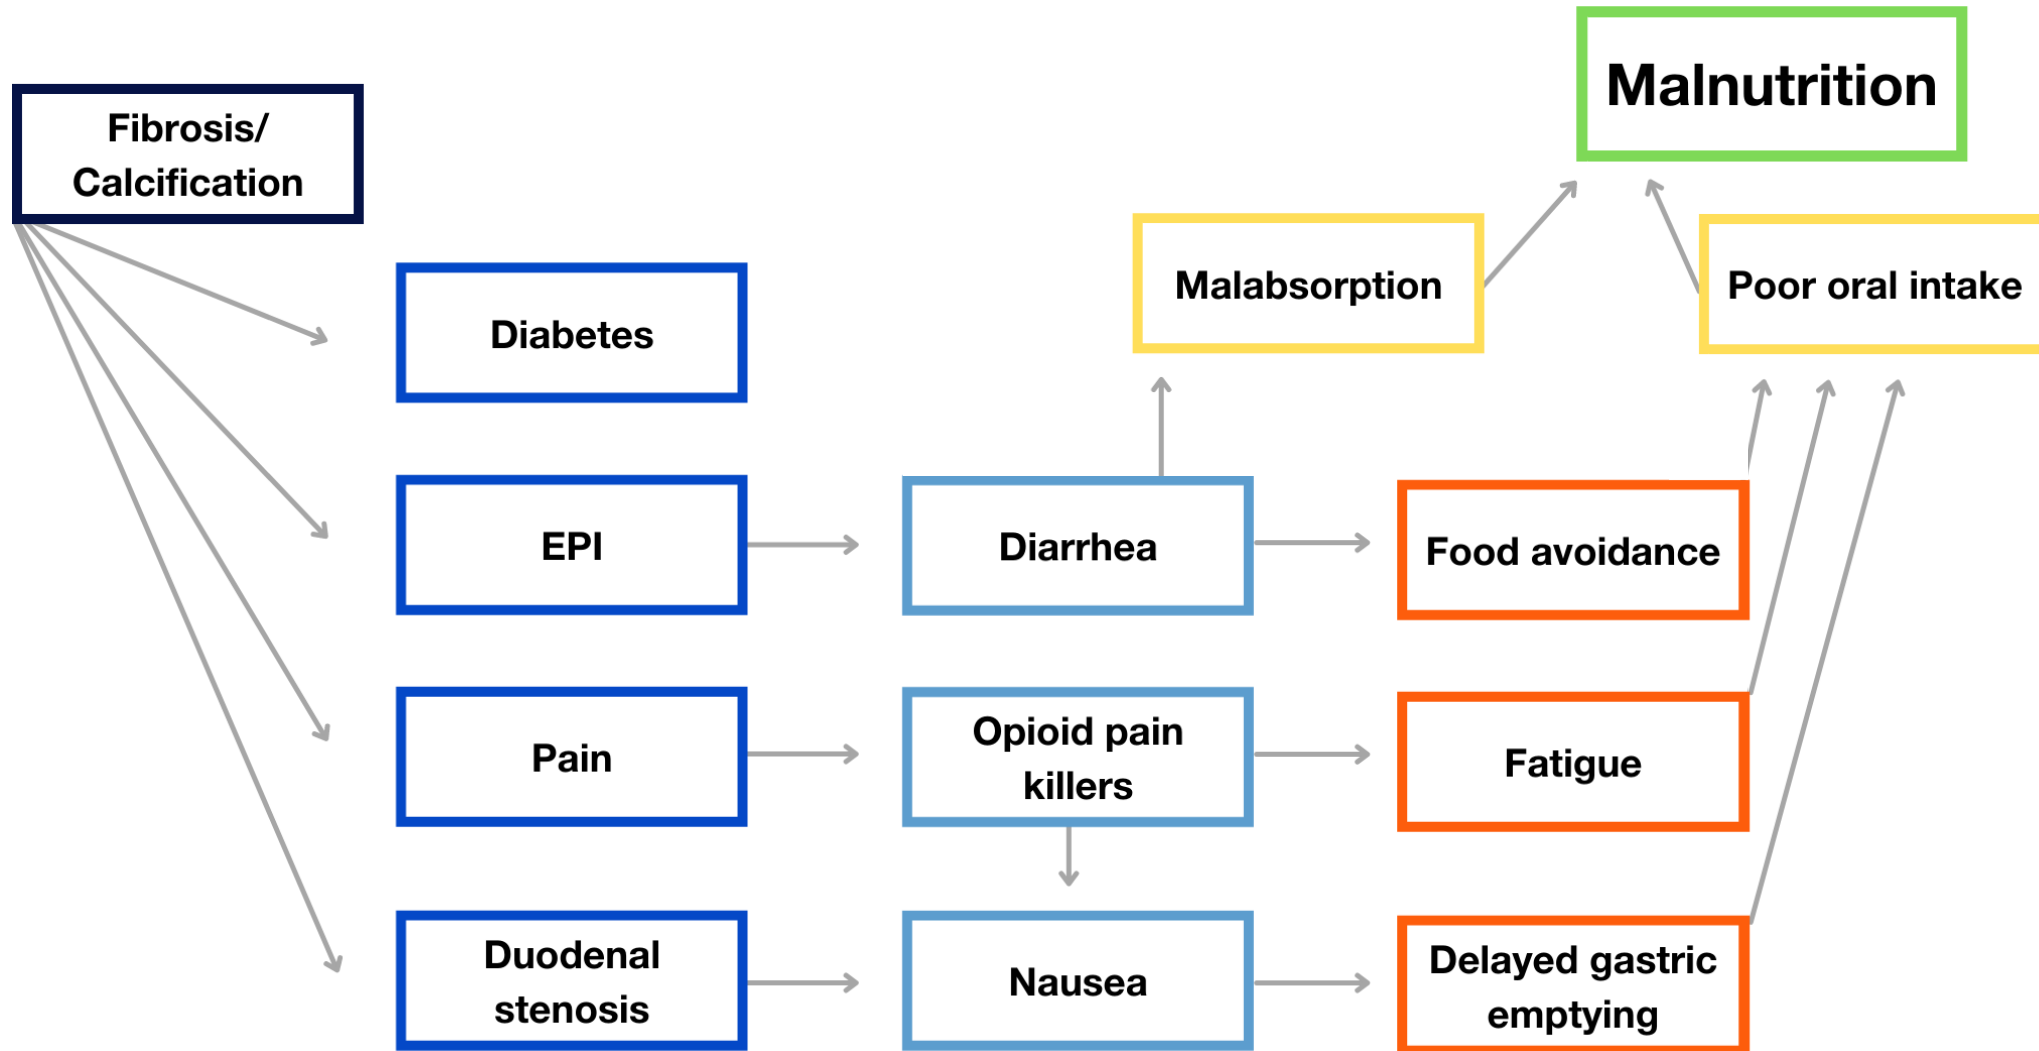 Malnutrition
Fibrosis/
Calcification
Malabsorption
Poor oral intake
Diabetes
EPI
Diarrhea
Food avoidance
Pain
Opioid pain
killers
Fatigue
Duodenal
stenosis
Nausea
Delayed gastric
emptying